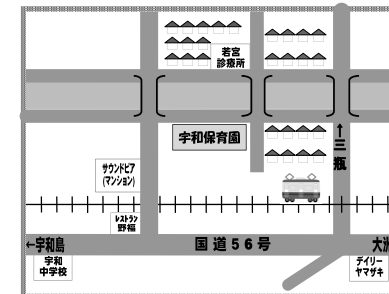 若宮
診療所
宇和保育園
↑三瓶
サウンドピア
(マンション)
レストラン
野福
←宇和島
国道56号
大洲
宇和
中学校
デイリー
ヤマザキ